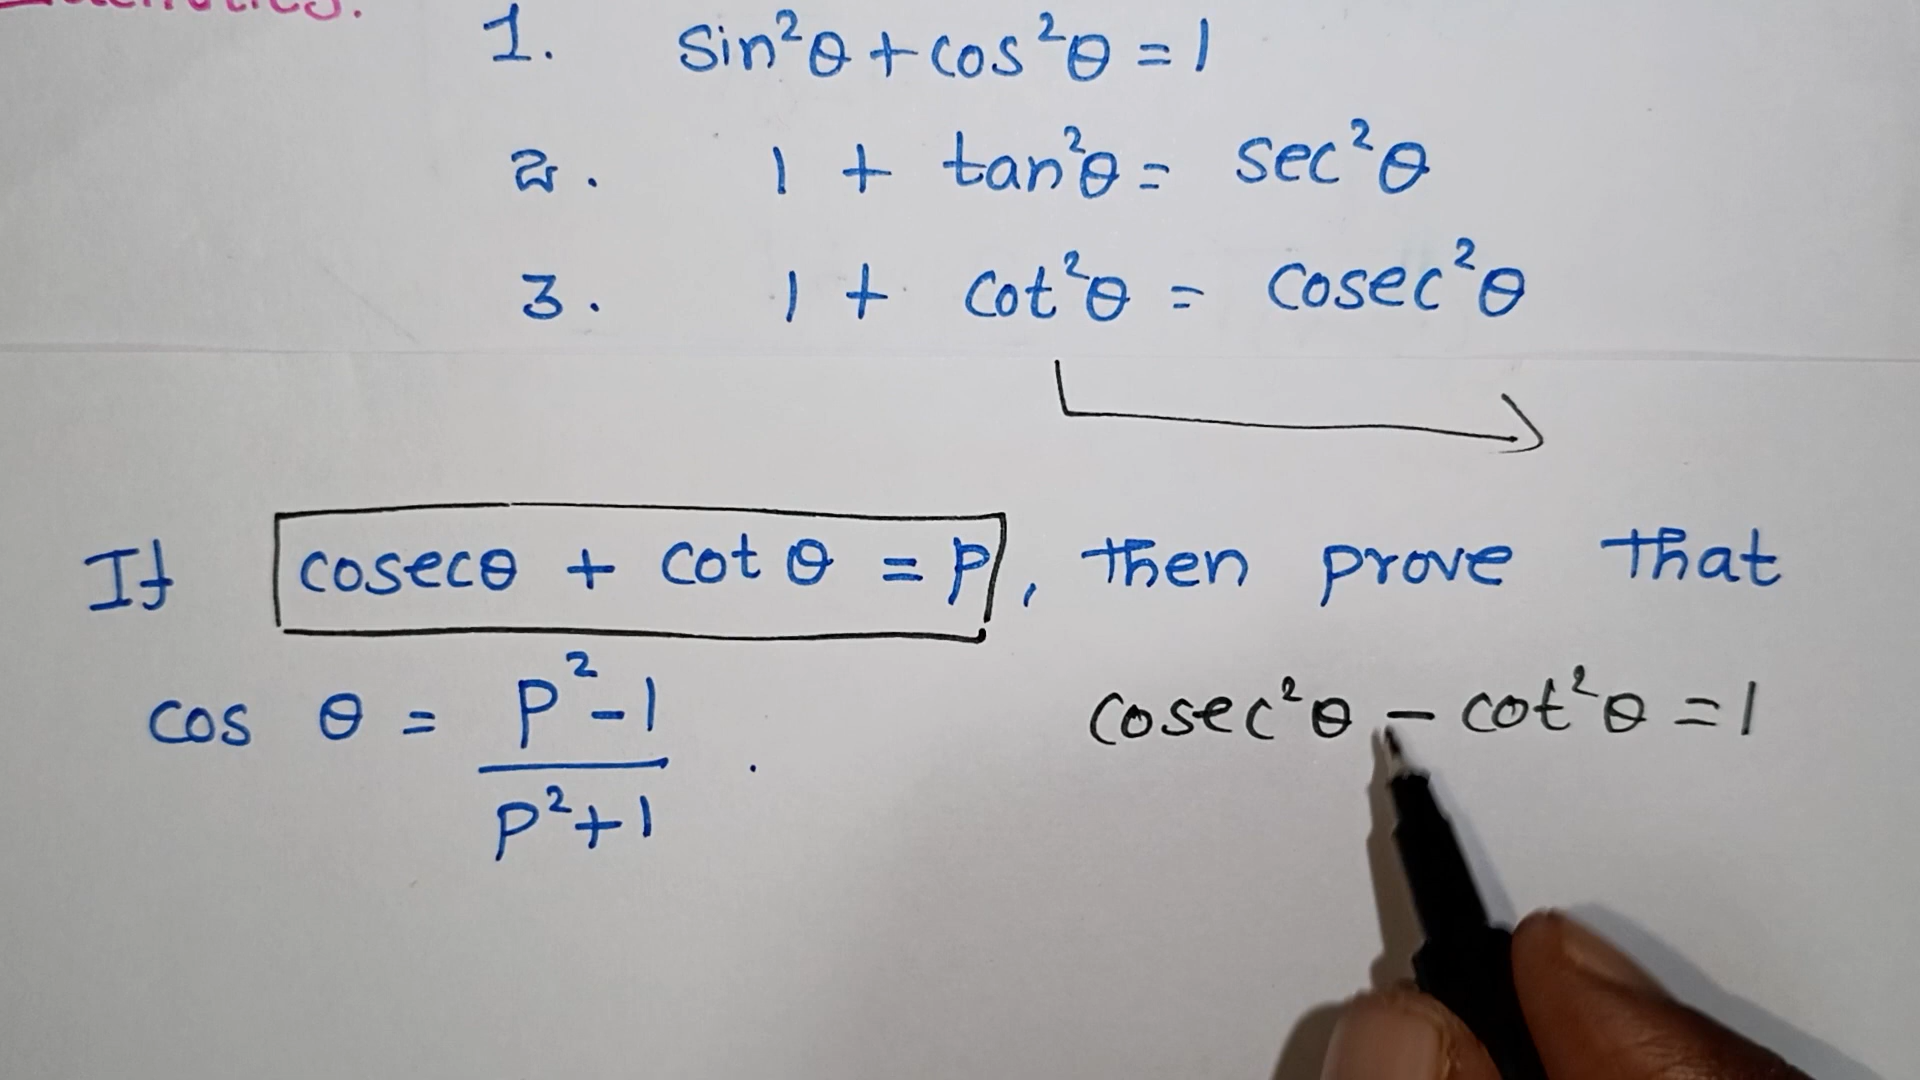 1. sin²θ + cos²θ = 1
2. 1 + tan²θ = sec²θ
3. 1 + cot²θ = cosec²θ
If cosecθ + cot θ = P, then prove that
cos θ = P²-1 / P²+1 .
cosec²θ - cot²θ = 1